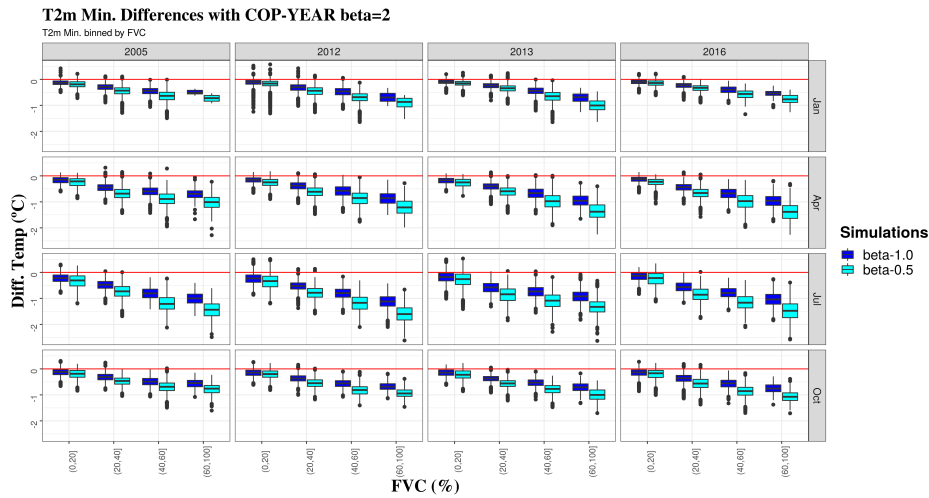 T2m Min. Differences with COP-YEAR beta=2
T2m Min. binned by FVC
2005 2012 2013 2016
0 -1 -2 Jan
0 -1 -2 Apr
0 -1 -2 Jul
0 -1 -2 Oct
Diff. Temp (°C)
(0,20] (20,40] (40,60] (60,100] (0,20] (20,40] (40,60] (60,100] (0,20] (20,40] (40,60] (60,100] (0,20] (20,40] (40,60] (60,100]
FVC (%)
Simulations
beta-1.0
beta-0.5